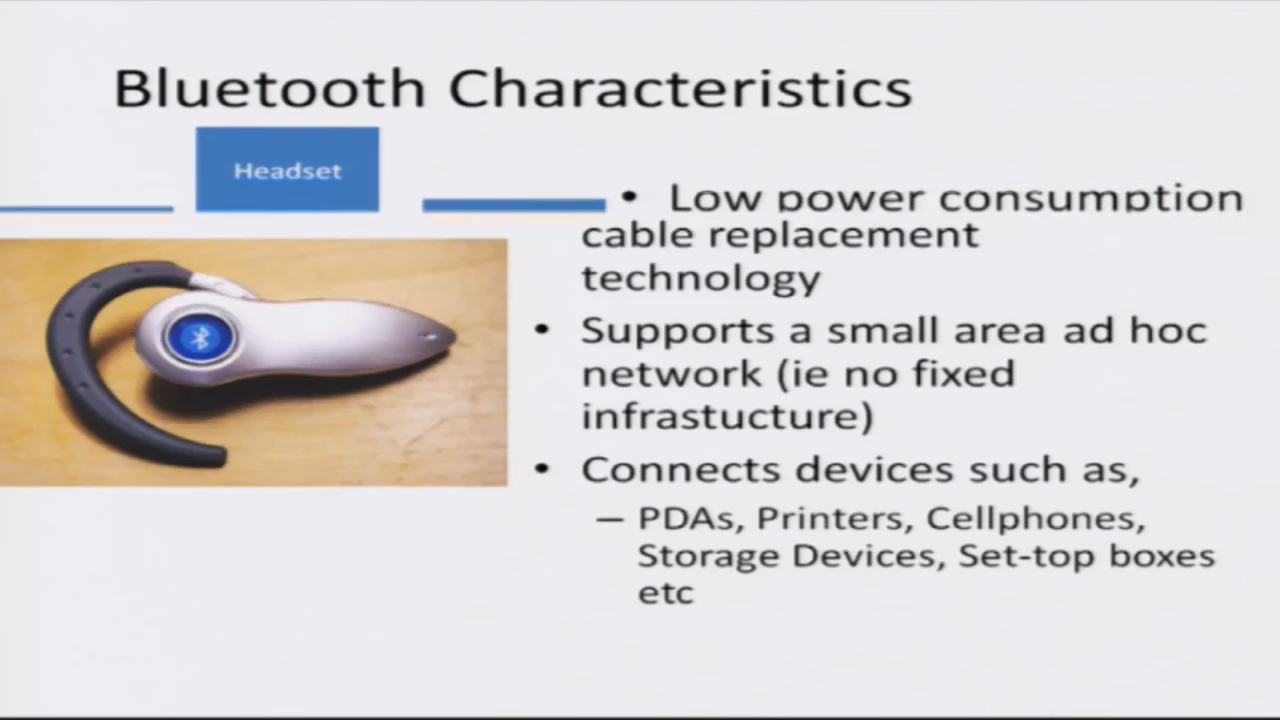 Bluetooth Characteristics
Headset
• Low power consumption
cable replacement
technology
• Supports a small area ad hoc
network (ie no fixed
infrastucture)
• Connects devices such as,
– PDAs, Printers, Cellphones,
Storage Devices, Set-top boxes
etc